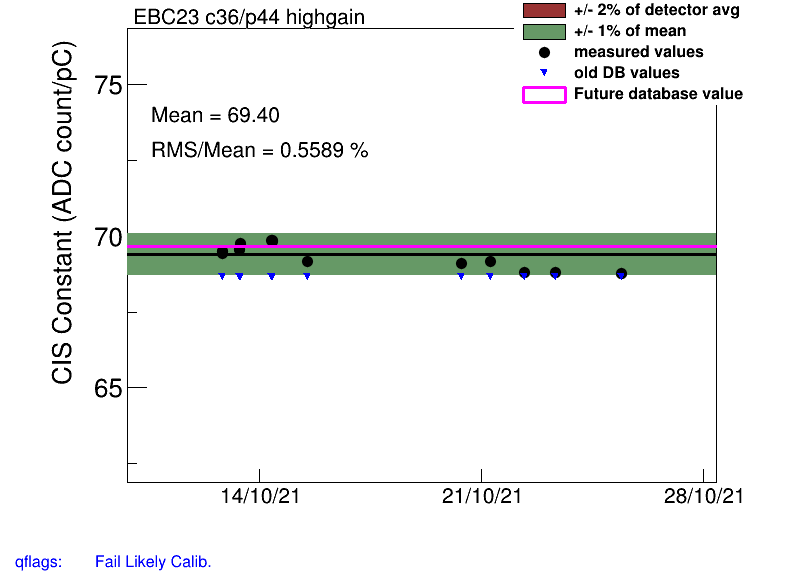 EBC23 c36/p44 highgain
+/- 2% of detector avg
+/- 1% of mean
measured values
old DB values
Future database value
CIS Constant (ADC count/pC)
75
70
65
Mean = 69.40
RMS/Mean = 0.5589 %
14/10/21 21/10/21 28/10/21
qflags: Fail Likely Calib.